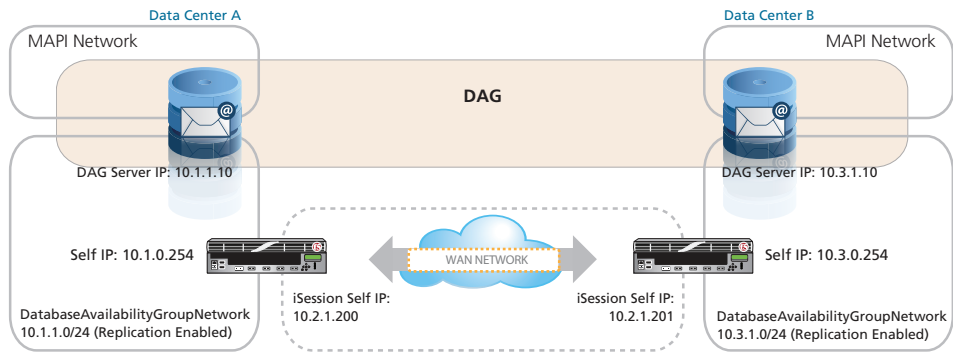 Data Center A
Data Center B
MAPI Network
MAPI Network
DAG
@
@
DAG Server IP: 10.1.1.10
DAG Server IP: 10.3.1.10
Self IP: 10.1.0.254
f5
WAN NETWORK
f5
Self IP: 10.3.0.254
iSession Self IP:
10.2.1.200
iSession Self IP:
10.2.1.201
DatabaseAvailabilityGroupNetwork
10.1.1.0/24 (Replication Enabled)
DatabaseAvailabilityGroupNetwork
10.3.1.0/24 (Replication Enabled)